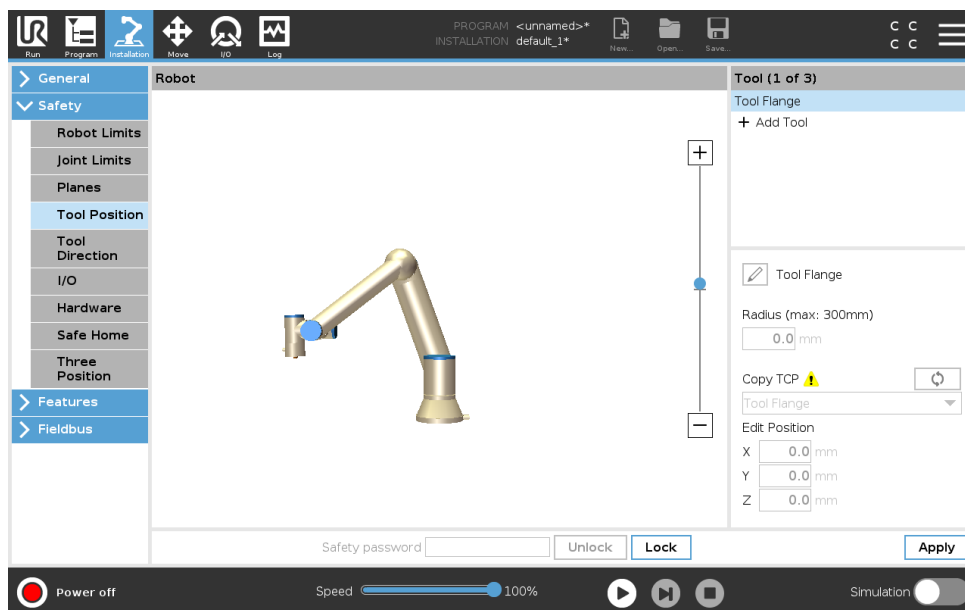 PROGRAM <unnamed>*
INSTALLATION default_1*
New...
Open...
Save...
C C
C C
UR
Run
Program
Installation
Move
I/O
Log
General
Safety
Robot Limits
Joint Limits
Planes
Tool Position
Tool
Direction
I/O
Hardware
Safe Home
Three
Position
Features
Fieldbus
Robot
Tool (1 of 3)
Tool Flange
+ Add Tool
Tool Flange
Radius (max: 300mm)
0.0 mm
Copy TCP
Tool Flange
Edit Position
X 0.0 mm
Y 0.0 mm
Z 0.0 mm
Safety password
Unlock
Lock
Apply
Power off
Speed
100%
Simulation